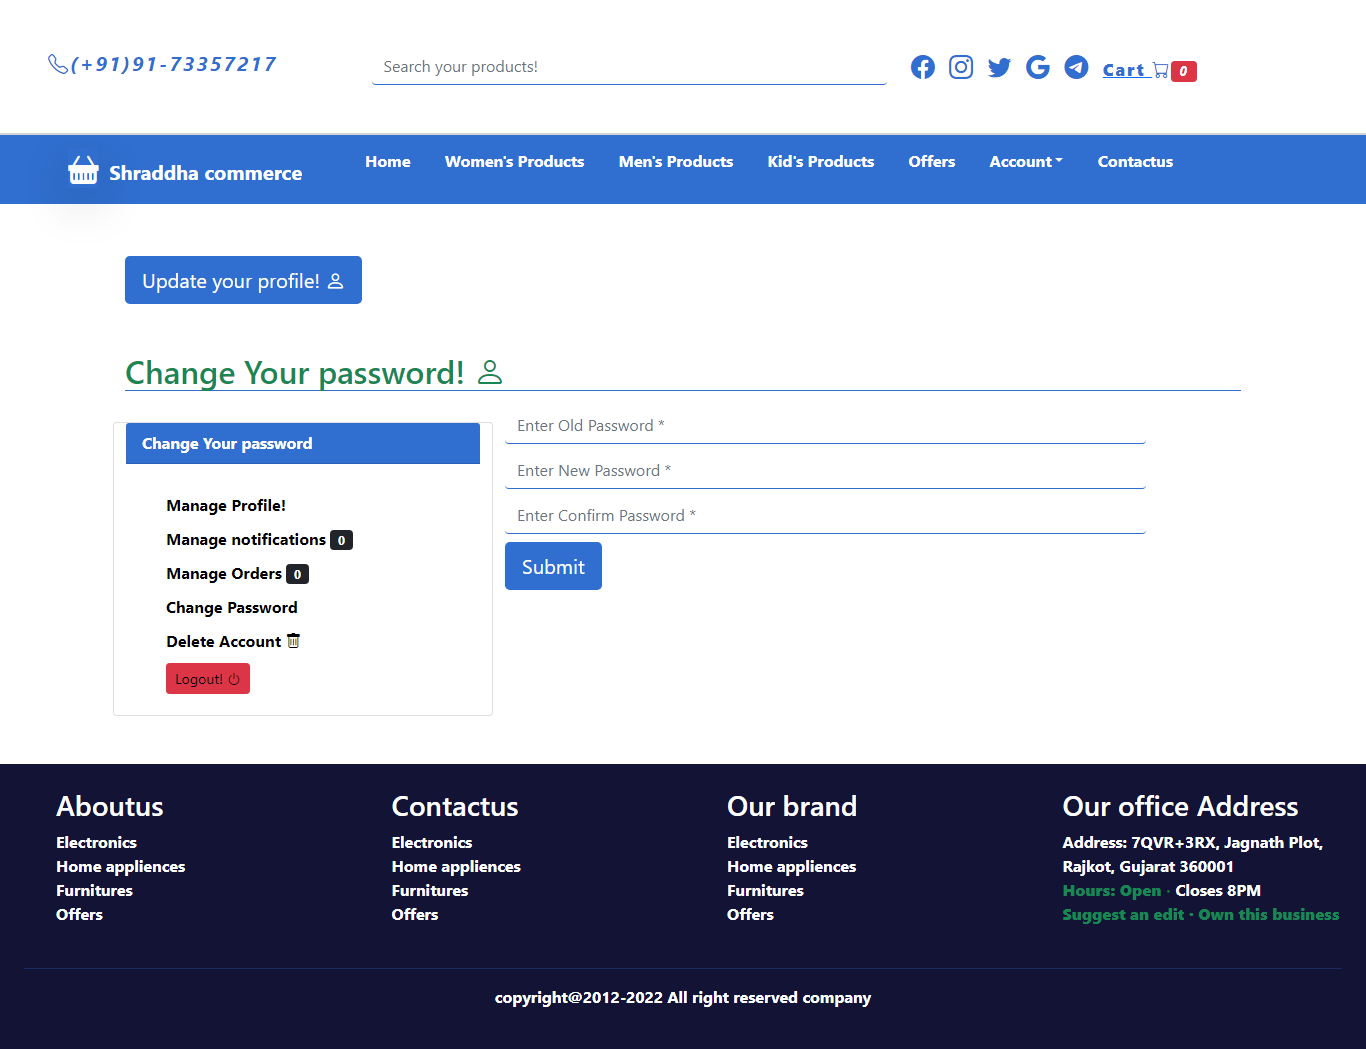 (+91)91-73357217
Search your products!
Cart 0
Shraddha commerce
Home Women's Products Men's Products Kid's Products Offers Account Contactus
Update your profile!
Change Your password!
Change Your password
Manage Profile!
Manage notifications 0
Manage Orders 0
Change Password
Delete Account
Logout!
Enter Old Password *
Enter New Password *
Enter Confirm Password *
Submit
Aboutus
Electronics
Home appliences
Furnitures
Offers
Contactus
Electronics
Home appliences
Furnitures
Offers
Our brand
Electronics
Home appliences
Furnitures
Offers
Our office Address
Address: 7QVR+3RX, Jagnath Plot,
Rajkot, Gujarat 360001
Hours: Open · Closes 8PM
Suggest an edit · Own this business
copyright@2012-2022 All right reserved company